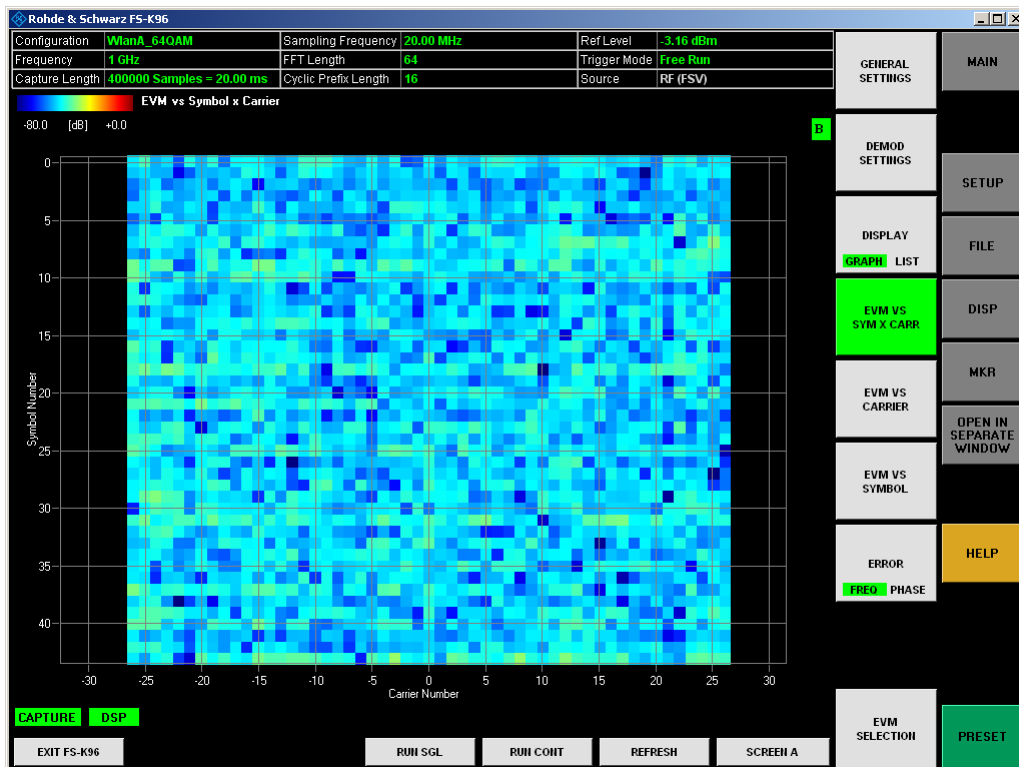 Rohde & Schwarz FS-K96
Configuration WlanA_64QAM Sampling Frequency 20.00 MHz Ref Level -3.16 dBm
Frequency 1 GHz FFT Length 64 Trigger Mode Free Run
Capture Length 400000 Samples = 20.00 ms Cyclic Prefix Length 16 Source RF (FSV)
EVM vs Symbol x Carrier
-80.0 [dB] +0.0
B
0
5
10
15
20
25
30
35
40
Symbol Number
-30 -25 -20 -15 -10 -5 0 5 10 15 20 25 30
Carrier Number
CAPTURE DSP
EXIT FS-K96 RUN SGL RUN CONT REFRESH SCREEN A
GENERAL
SETTINGS
DEMOD
SETTINGS
DISPLAY
GRAPH LIST
EVM VS
SYM X CARR
EVM VS
CARRIER
EVM VS
SYMBOL
ERROR
FREQ PHASE
EVM
SELECTION
MAIN
SETUP
FILE
DISP
MKR
OPEN IN
SEPARATE
WINDOW
HELP
PRESET